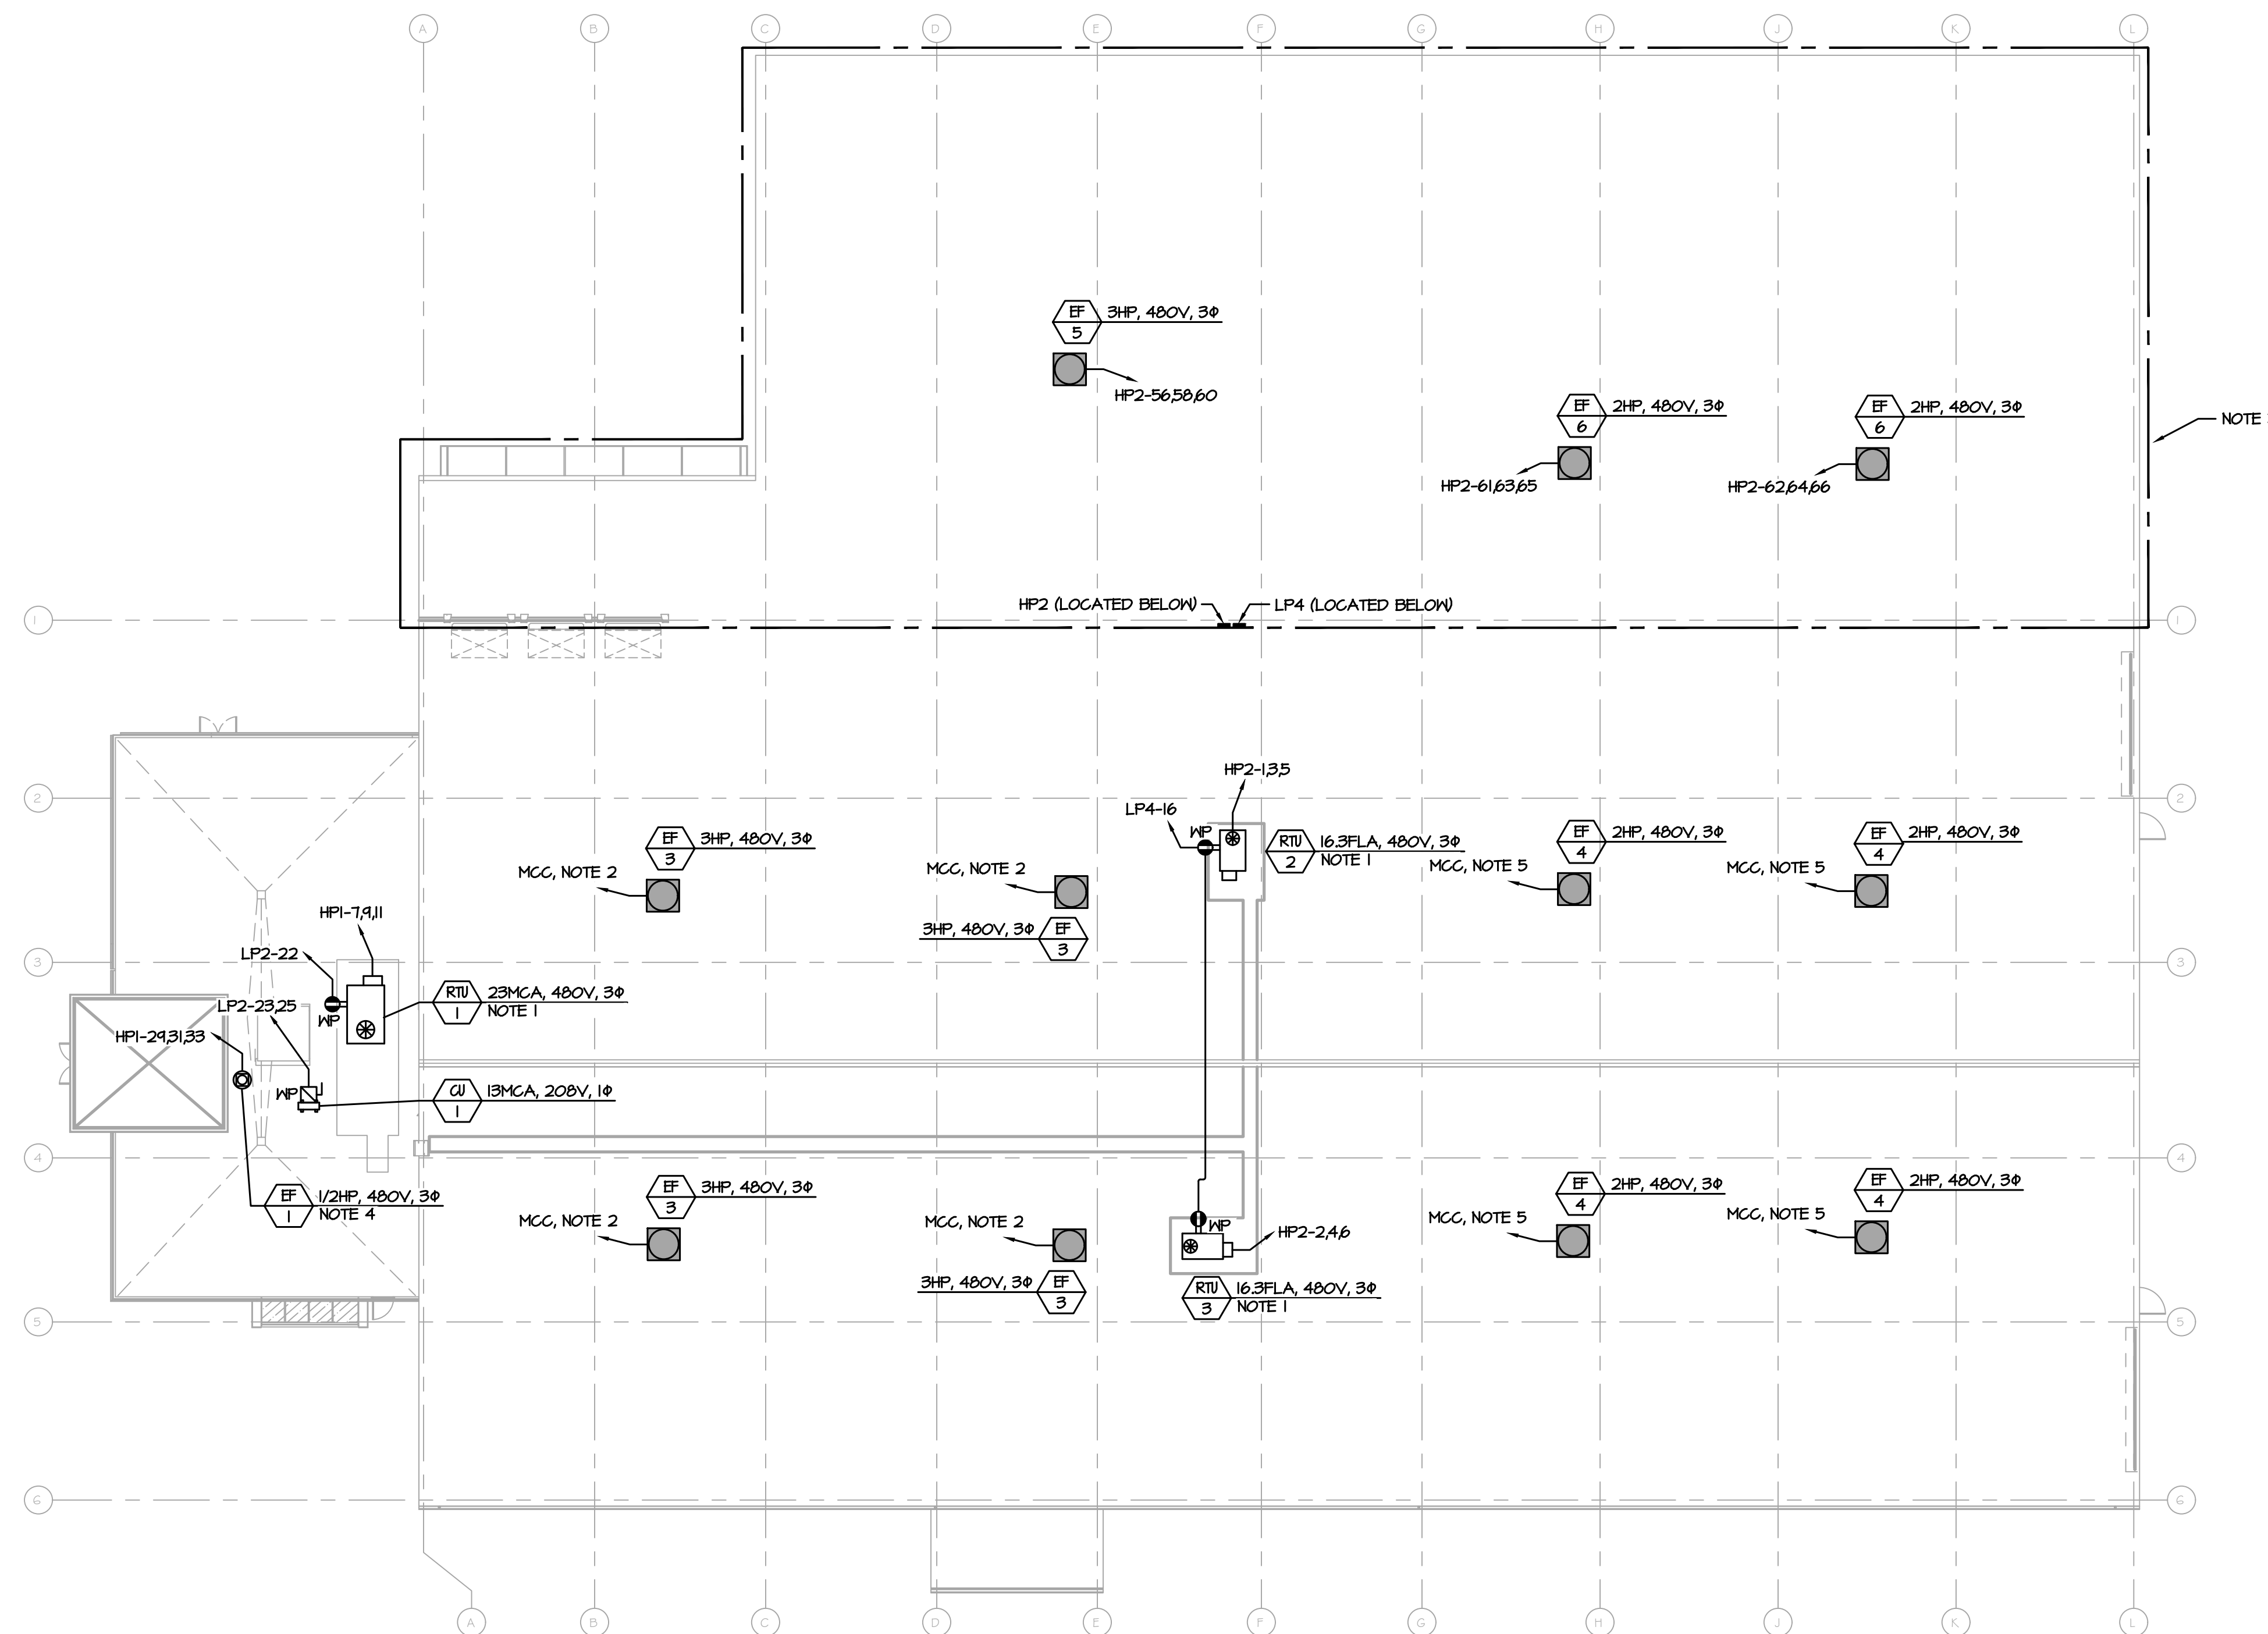 A B C D E F G H J K L
EF
5
3HP, 480V, 3Φ
HP2-56,58,60
EF
6
2HP, 480V, 3Φ
HP2-61,63,65
EF
6
2HP, 480V, 3Φ
HP2-62,64,66
NOTE
HP2 (LOCATED BELOW)
LP4 (LOCATED BELOW)
1 1
2 2
HP2-1,3,5
LP4-16
WP
RTU
2
16.3FLA, 480V, 3Φ
NOTE 1
EF
3
3HP, 480V, 3Φ
MCC, NOTE 2
MCC, NOTE 2
3HP, 480V, 3Φ
EF
3
EF
4
2HP, 480V, 3Φ
MCC, NOTE 5
EF
4
2HP, 480V, 3Φ
MCC, NOTE 5
HP1-7,9,11
LP2-22
3 3
WP
RTU
1
23MCA, 480V, 3Φ
NOTE 1
LP2-23,25
HP1-29,31,33
WP
CU
1
13MCA, 208V, 1Φ
4 4
EF
1
1/2HP, 480V, 3Φ
NOTE 4
EF
3
3HP, 480V, 3Φ
MCC, NOTE 2
MCC, NOTE 2
3HP, 480V, 3Φ
EF
3
WP
HP2-2,4,6
RTU
3
16.3FLA, 480V, 3Φ
NOTE 1
EF
4
2HP, 480V, 3Φ
MCC, NOTE 5
EF
4
2HP, 480V, 3Φ
MCC, NOTE 5
5 5
6 6
A B C D E F G H J K L